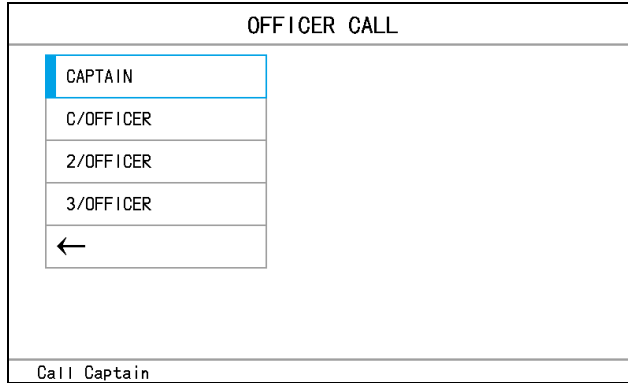 OFFICER CALL
CAPTAIN
C/OFFICER
2/OFFICER
3/OFFICER
←
Call Captain